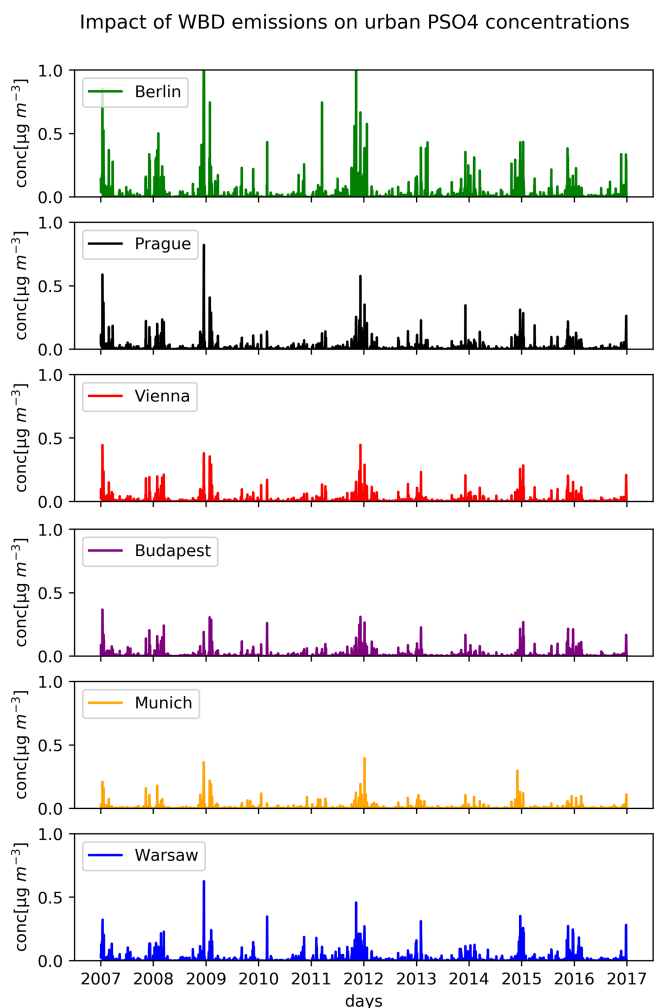 Impact of WBD emissions on urban PSO4 concentrations
conc[µg m⁻³]
1.0
0.5
0.0
Berlin
conc[µg m⁻³]
1.0
0.5
0.0
Prague
conc[µg m⁻³]
1.0
0.5
0.0
Vienna
conc[µg m⁻³]
1.0
0.5
0.0
Budapest
conc[µg m⁻³]
1.0
0.5
0.0
Munich
conc[µg m⁻³]
1.0
0.5
0.0
Warsaw
2007 2008 2009 2010 2011 2012 2013 2014 2015 2016 2017
days